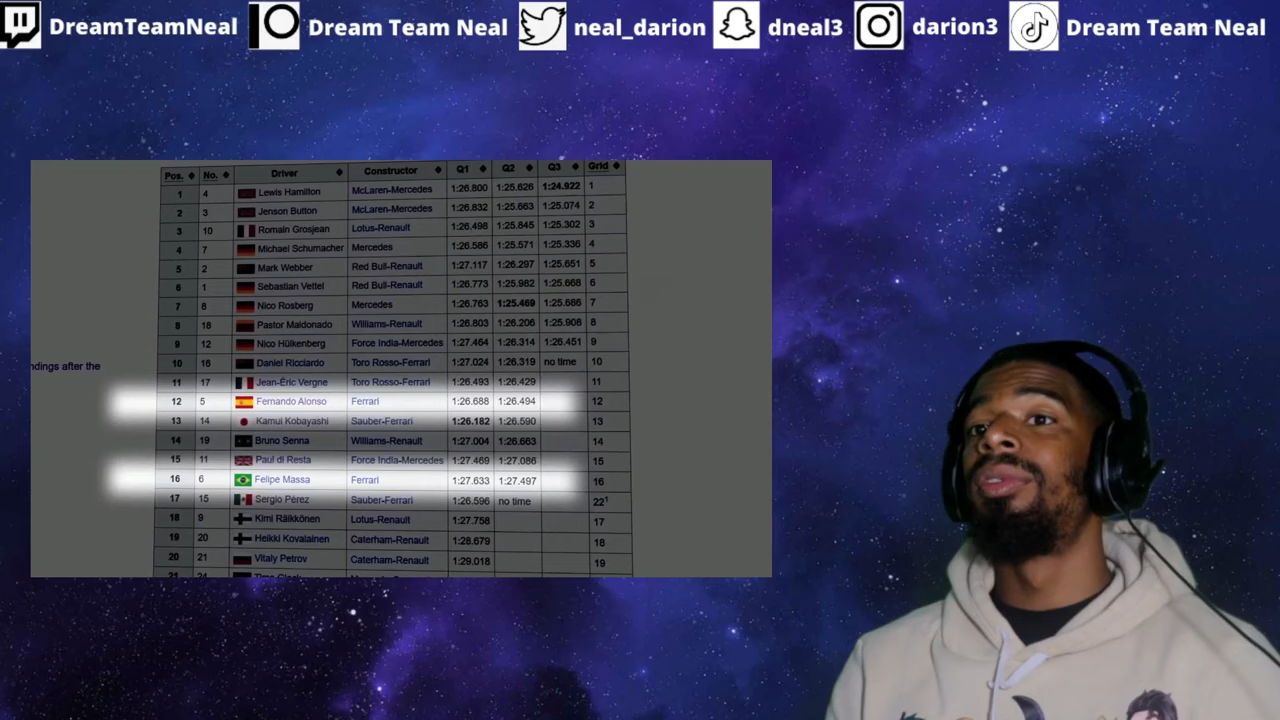 DreamTeamNeal Dream Team Neal neal_darion dneal3 darion3 Dream Team Neal
Pos. No. Driver Constructor Q1 Q2 Q3 Grid
1 4 Lewis Hamilton McLaren-Mercedes 1:26.800 1:25.626 1:24.922 1
2 3 Jenson Button McLaren-Mercedes 1:26.832 1:25.663 1:25.074 2
3 10 Romain Grosjean Lotus-Renault 1:26.498 1:25.845 1:25.302 3
4 7 Michael Schumacher Mercedes 1:26.586 1:25.571 1:25.336 4
5 2 Mark Webber Red Bull-Renault 1:27.117 1:26.297 1:25.651 5
6 1 Sebastian Vettel Red Bull-Renault 1:26.773 1:25.982 1:25.668 6
7 8 Nico Rosberg Mercedes 1:26.763 1:25.469 1:25.686 7
8 18 Pastor Maldonado Williams-Renault 1:26.803 1:26.206 1:25.908 8
9 12 Nico Hülkenberg Force India-Mercedes 1:27.464 1:26.314 1:26.451 9
ndings after the
10 16 Daniel Ricciardo Toro Rosso-Ferrari 1:27.024 1:26.319 no time 10
11 17 Jean-Éric Vergne Toro Rosso-Ferrari 1:26.493 1:26.429 11
12 5 Fernando Alonso Ferrari 1:26.688 1:26.494 12
13 14 Kamui Kobayashi Sauber-Ferrari 1:26.182 1:26.590 13
14 19 Bruno Senna Williams-Renault 1:27.004 1:26.663 14
15 11 Paul di Resta Force India-Mercedes 1:27.469 1:27.086 15
16 6 Felipe Massa Ferrari 1:27.633 1:27.497 16
17 15 Sergio Pérez Sauber-Ferrari 1:26.596 no time 22¹
18 9 Kimi Räikkönen Lotus-Renault 1:27.758 17
19 20 Heikki Kovalainen Caterham-Renault 1:28.679 18
20 21 Vitaly Petrov Caterham-Renault 1:29.018 19